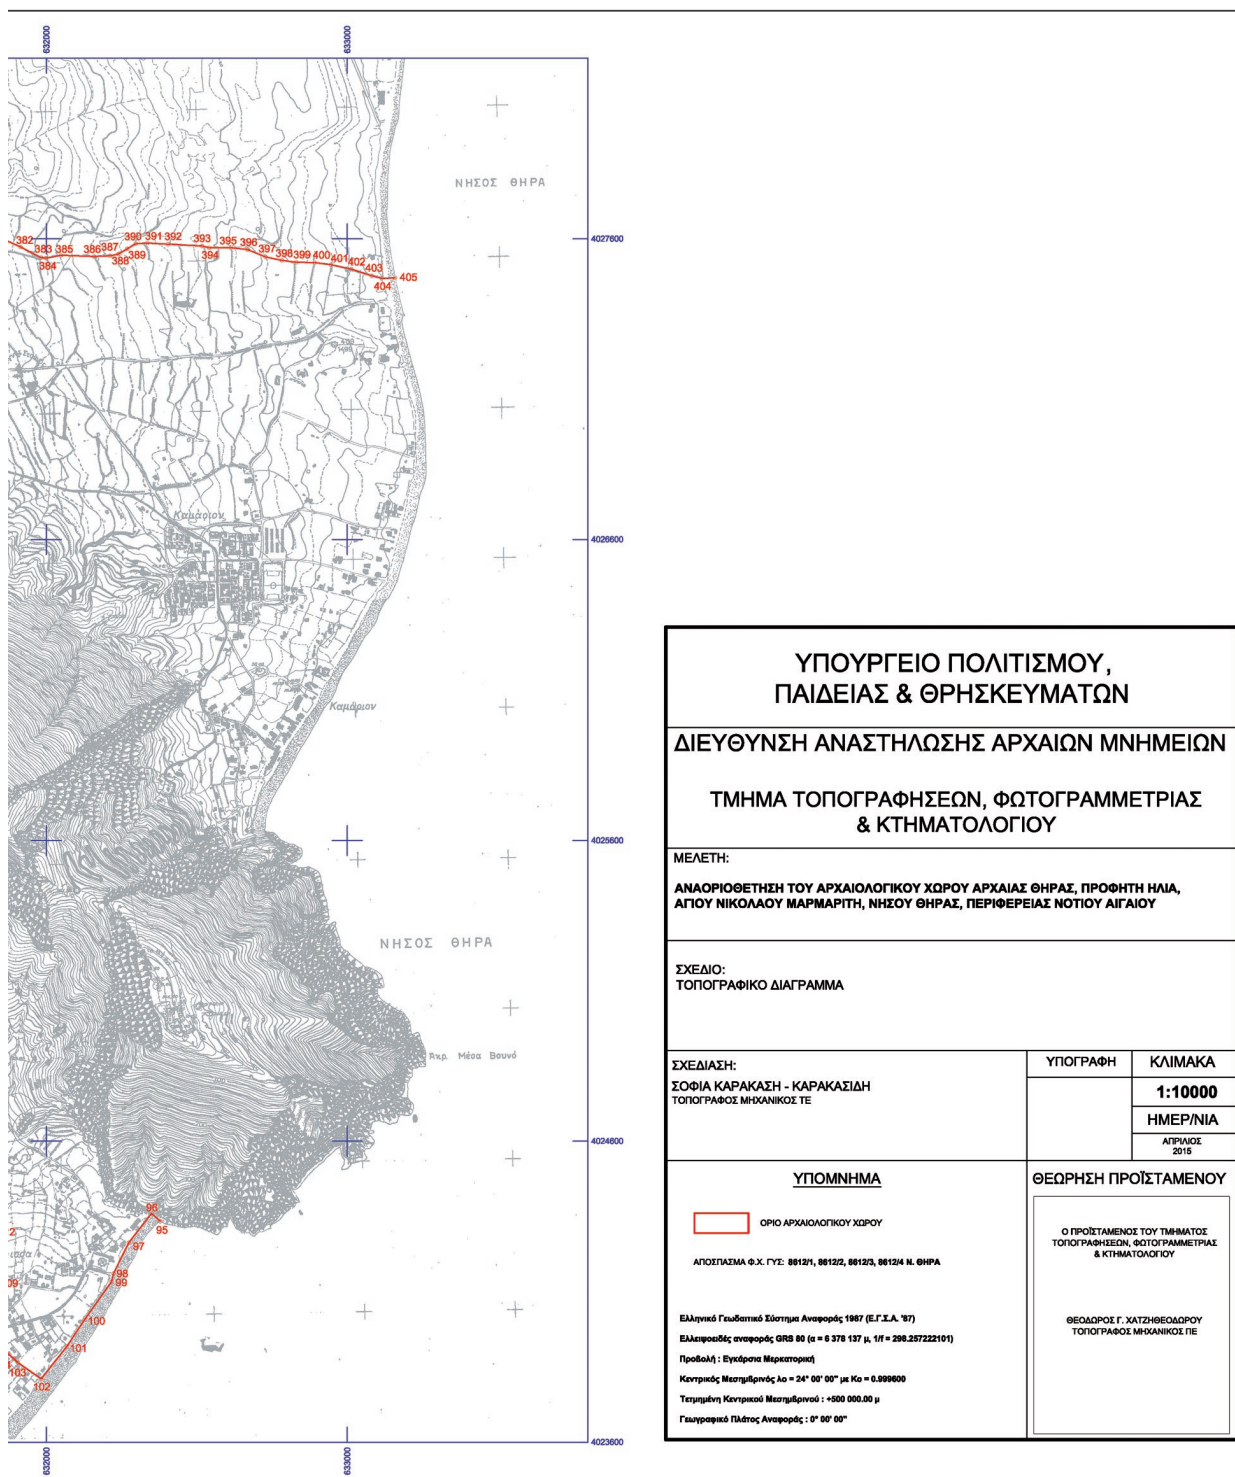 632000
633000
ΝΗΣΟΣ ΘΗΡΑ
4027600
382
383
384
385
386
387
388
389
390
391
392
393
394
395
396
397
398
399
400
401
402
403
404
405
Καμάριον
4026600
Καμάριον
4025600
ΝΗΣΟΣ ΘΗΡΑ
Ἀκρ. Μέσα Βουνό
4024600
96
95
97
98
99
100
101
102
103
2
09
4023600
632000
633000
ΥΠΟΥΡΓΕΙΟ ΠΟΛΙΤΙΣΜΟΥ,
ΠΑΙΔΕΙΑΣ & ΘΡΗΣΚΕΥΜΑΤΩΝ
ΔΙΕΥΘΥΝΣΗ ΑΝΑΣΤΗΛΩΣΗΣ ΑΡΧΑΙΩΝ ΜΝΗΜΕΙΩΝ
ΤΜΗΜΑ ΤΟΠΟΓΡΑΦΗΣΕΩΝ, ΦΩΤΟΓΡΑΜΜΕΤΡΙΑΣ
& ΚΤΗΜΑΤΟΛΟΓΙΟΥ
ΜΕΛΕΤΗ:
ΑΝΑΟΡΙΟΘΕΤΗΣΗ ΤΟΥ ΑΡΧΑΙΟΛΟΓΙΚΟΥ ΧΩΡΟΥ ΑΡΧΑΙΑΣ ΘΗΡΑΣ, ΠΡΟΦΗΤΗ ΗΛΙΑ,
ΑΓΙΟΥ ΝΙΚΟΛΑΟΥ ΜΑΡΜΑΡΙΤΗ, ΝΗΣΟΥ ΘΗΡΑΣ, ΠΕΡΙΦΕΡΕΙΑΣ ΝΟΤΙΟΥ ΑΙΓΑΙΟΥ
ΣΧΕΔΙΟ:
ΤΟΠΟΓΡΑΦΙΚΟ ΔΙΑΓΡΑΜΜΑ
ΣΧΕΔΙΑΣΗ:
ΣΟΦΙΑ ΚΑΡΑΚΑΣΗ - ΚΑΡΑΚΑΣΙΔΗ
ΤΟΠΟΓΡΑΦΟΣ ΜΗΧΑΝΙΚΟΣ ΤΕ
ΥΠΟΓΡΑΦΗ
ΚΛΙΜΑΚΑ
1:10000
ΗΜΕΡ/ΝΙΑ
ΑΠΡΙΛΙΟΣ
2015
ΥΠΟΜΝΗΜΑ
ΟΡΙΟ ΑΡΧΑΙΟΛΟΓΙΚΟΥ ΧΩΡΟΥ
ΑΠΟΣΠΑΣΜΑ Φ.Χ. ΓΥΣ: 8612/1, 8612/2, 8612/3, 8612/4 Ν. ΘΗΡΑ
Ελληνικό Γεωδαιτικό Σύστημα Αναφοράς 1987 (Ε.Γ.Σ.Α. '87)
Ελλειψοειδές αναφοράς GRS 80 (α = 6 378 137 μ, 1/f = 298.257222101)
Προβολή : Εγκάρσια Μερκατορική
Κεντρικός Μεσημβρινός λο = 24° 00' 00" με Κο = 0.999600
Τετμημένη Κεντρικού Μεσημβρινού : +500 000.00 μ
Γεωγραφικό Πλάτος Αναφοράς : 0° 00' 00"
ΘΕΩΡΗΣΗ ΠΡΟΪΣΤΑΜΕΝΟΥ
Ο ΠΡΟΪΣΤΑΜΕΝΟΣ ΤΟΥ ΤΜΗΜΑΤΟΣ
ΤΟΠΟΓΡΑΦΗΣΕΩΝ, ΦΩΤΟΓΡΑΜΜΕΤΡΙΑΣ
& ΚΤΗΜΑΤΟΛΟΓΙΟΥ
ΘΕΟΔΩΡΟΣ Γ. ΧΑΤΖΗΘΕΟΔΩΡΟΥ
ΤΟΠΟΓΡΑΦΟΣ ΜΗΧΑΝΙΚΟΣ ΠΕ